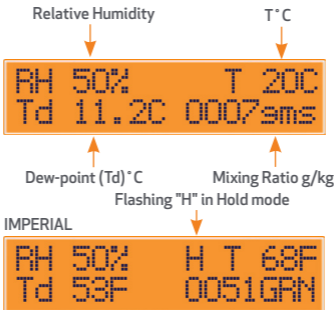 Relative Humidity T°C
RH 50% T 20C
Td 11.2C 0007gms
Dew-point (Td)°C Mixing Ratio g/kg
Flashing "H" in Hold mode
IMPERIAL
RH 50% H T 68F
Td 53F 0051GRN